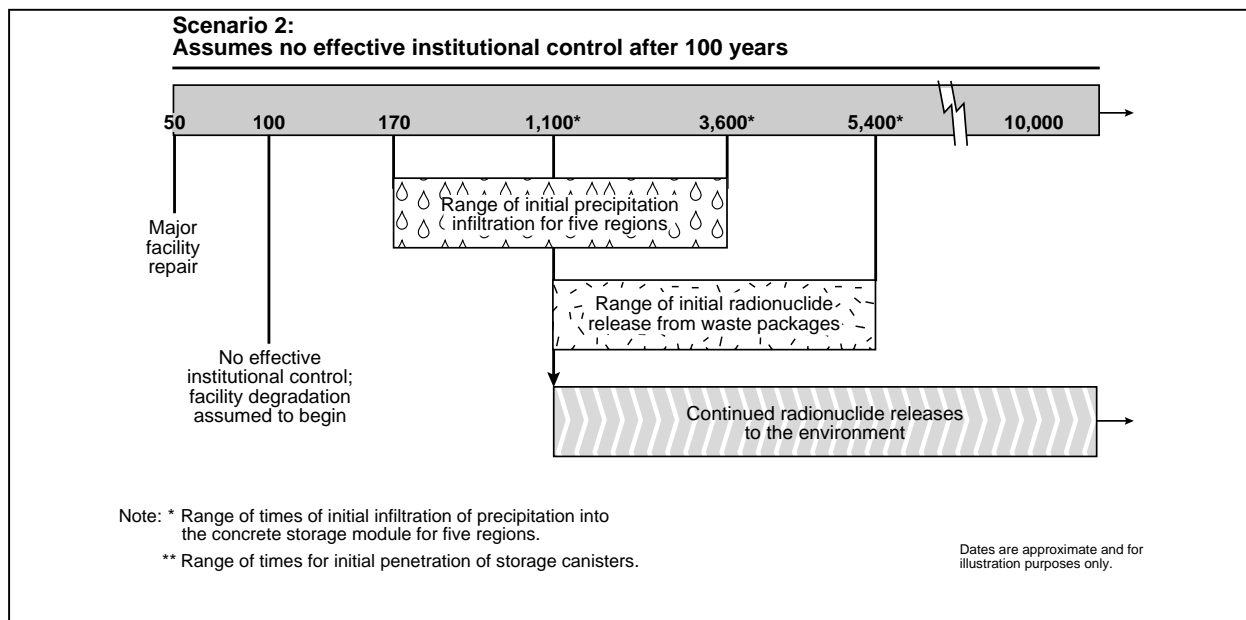 Scenario 2:
Assumes no effective institutional control after 100 years
50 100 170 1,100* 3,600* 5,400* 10,000
Range of initial precipitation
infiltration for five regions
Major
facility
repair
Range of initial radionuclide
release from waste packages
No effective
institutional control;
facility degradation
assumed to begin
Continued radionuclide releases
to the environment
Note: * Range of times of initial infiltration of precipitation into
the concrete storage module for five regions.
** Range of times for initial penetration of storage canisters.
Dates are approximate and for
illustration purposes only.